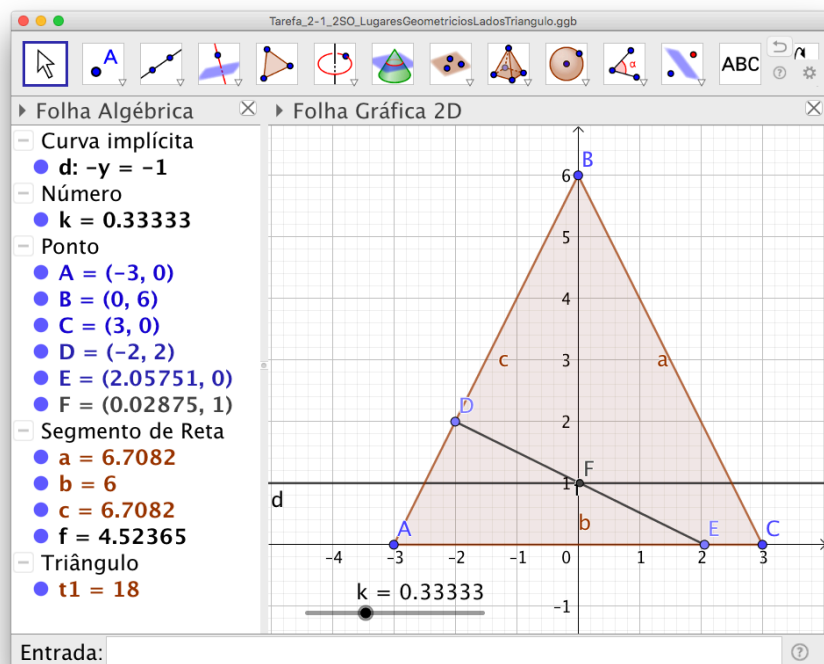 Tarefa_2-1_2SO_LugaresGeometriciosLadosTriangulo.ggb
A
α
ABC
Folha Algébrica
Folha Gráfica 2D
Curva implícita
d: -y = -1
Número
k = 0.33333
Ponto
A = (-3, 0)
B = (0, 6)
C = (3, 0)
D = (-2, 2)
E = (2.05751, 0)
F = (0.02875, 1)
Segmento de Reta
a = 6.7082
b = 6
c = 6.7082
f = 4.52365
Triângulo
t1 = 18
B
6
5
4
c
3
a
D
2
F
1
f
d
A
b
E
C
-4
-3
-2
-1
0
1
2
3
k = 0.33333
-1
Entrada: